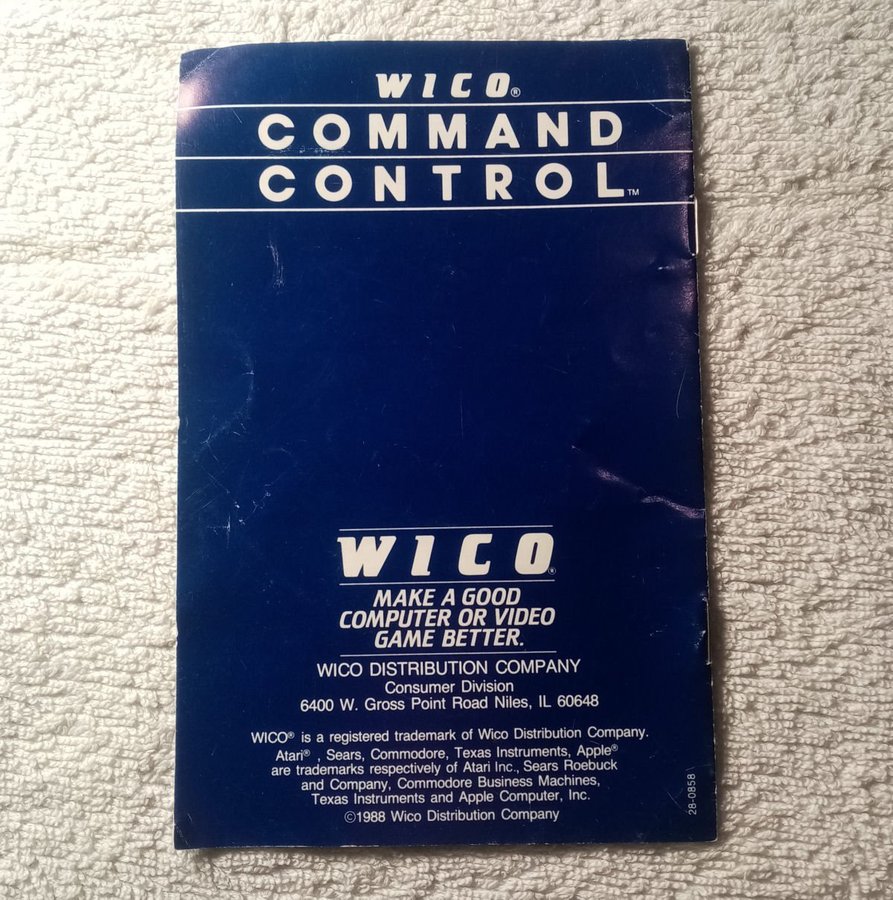 WICO®
COMMAND
CONTROL™
WICO®
MAKE A GOOD
COMPUTER OR VIDEO
GAME BETTER.
WICO DISTRIBUTION COMPANY
Consumer Division
6400 W. Gross Point Road Niles, IL 60648
WICO® is a registered trademark of Wico Distribution Company.
Atari® , Sears, Commodore, Texas Instruments, Apple®
are trademarks respectively of Atari Inc., Sears Roebuck
and Company, Commodore Business Machines,
Texas Instruments and Apple Computer, Inc.
©1988 Wico Distribution Company
28-0858